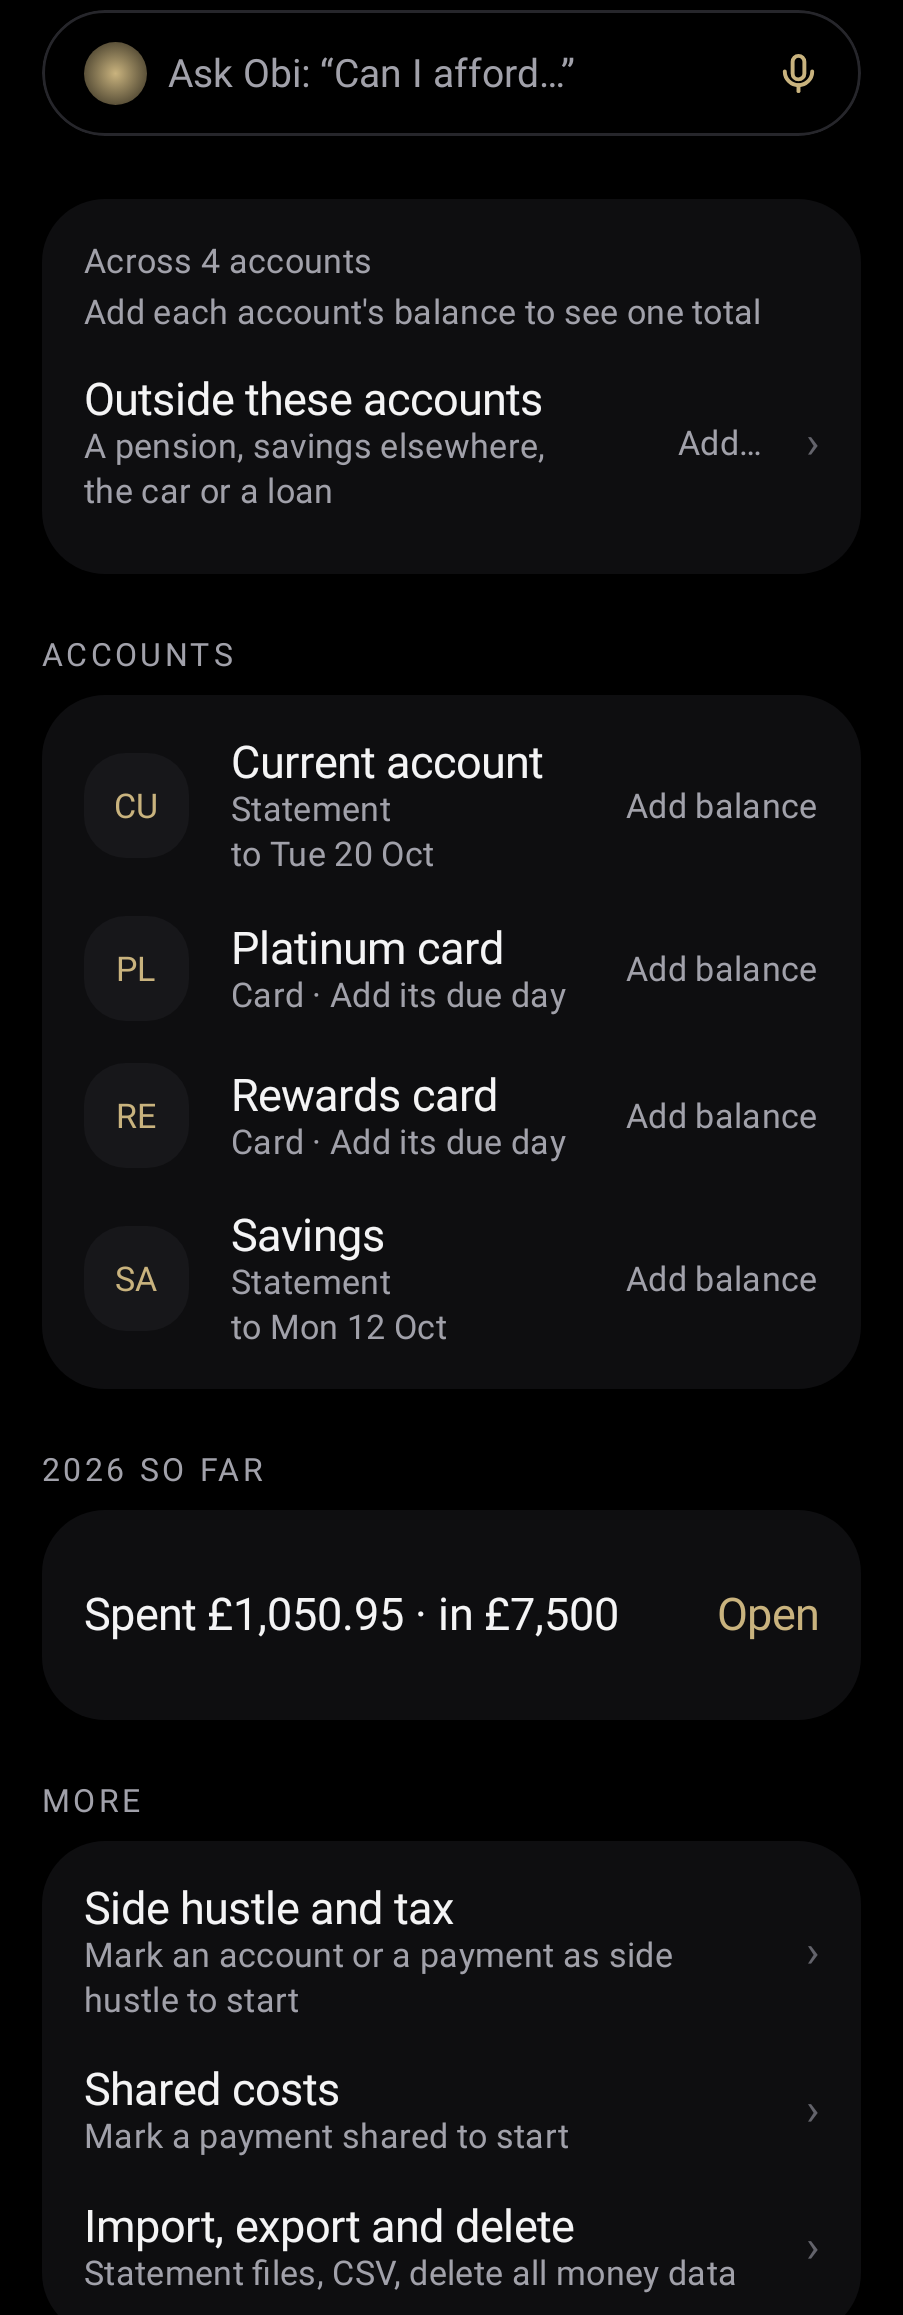 Ask Obi: “Can I afford…”
Across 4 accounts
Add each account's balance to see one total
Outside these accounts
A pension, savings elsewhere,
the car or a loan
Add… ›
ACCOUNTS
CU
Current account
Statement
to Tue 20 Oct
Add balance
PL
Platinum card
Card · Add its due day
Add balance
RE
Rewards card
Card · Add its due day
Add balance
SA
Savings
Statement
to Mon 12 Oct
Add balance
2026 SO FAR
Spent £1,050.95 · in £7,500
Open
MORE
Side hustle and tax
Mark an account or a payment as side
hustle to start
›
Shared costs
Mark a payment shared to start
›
Import, export and delete
Statement files, CSV, delete all money data
›